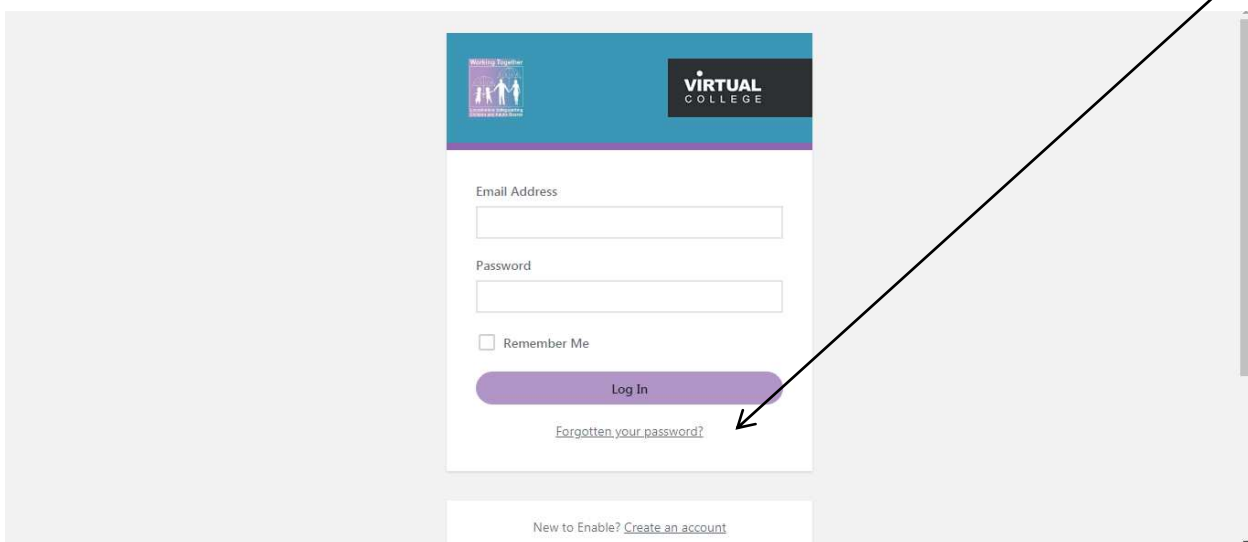 Working Together
VIRTUAL
COLLEGE
Email Address
Password
Remember Me
Log In
Forgotten your password?
New to Enable? Create an account